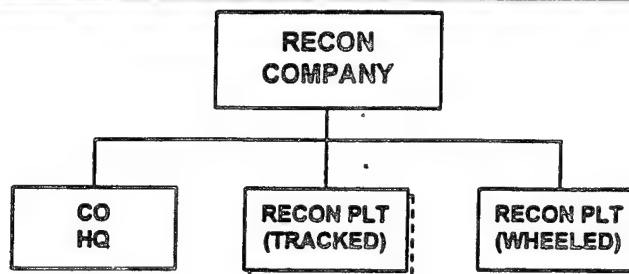 RECON
COMPANY
CO
HQ
RECON PLT
(TRACKED)
RECON PLT
(WHEELED)